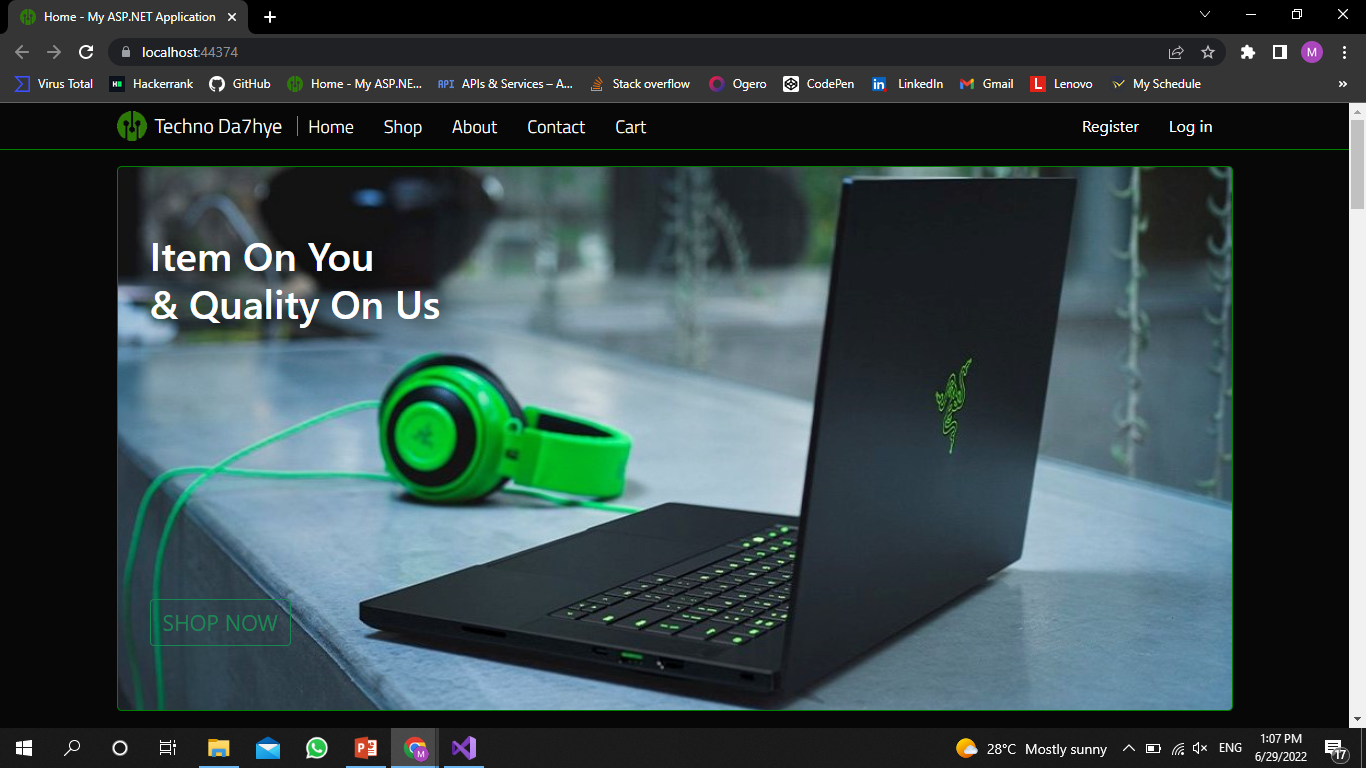 Home - My ASP.NET Application
localhost:44374
M
Virus Total
Hackerrank
GitHub
Home - My ASP.NE...
API
APIs & Services – A...
Stack overflow
Ogero
CodePen
in
LinkedIn
Gmail
L
Lenovo
My Schedule
»
Techno Da7hye
Home
Shop
About
Contact
Cart
Register
Log in
Item On You
& Quality On Us
SHOP NOW
28°C Mostly sunny
ENG
1:07 PM
6/29/2022
17